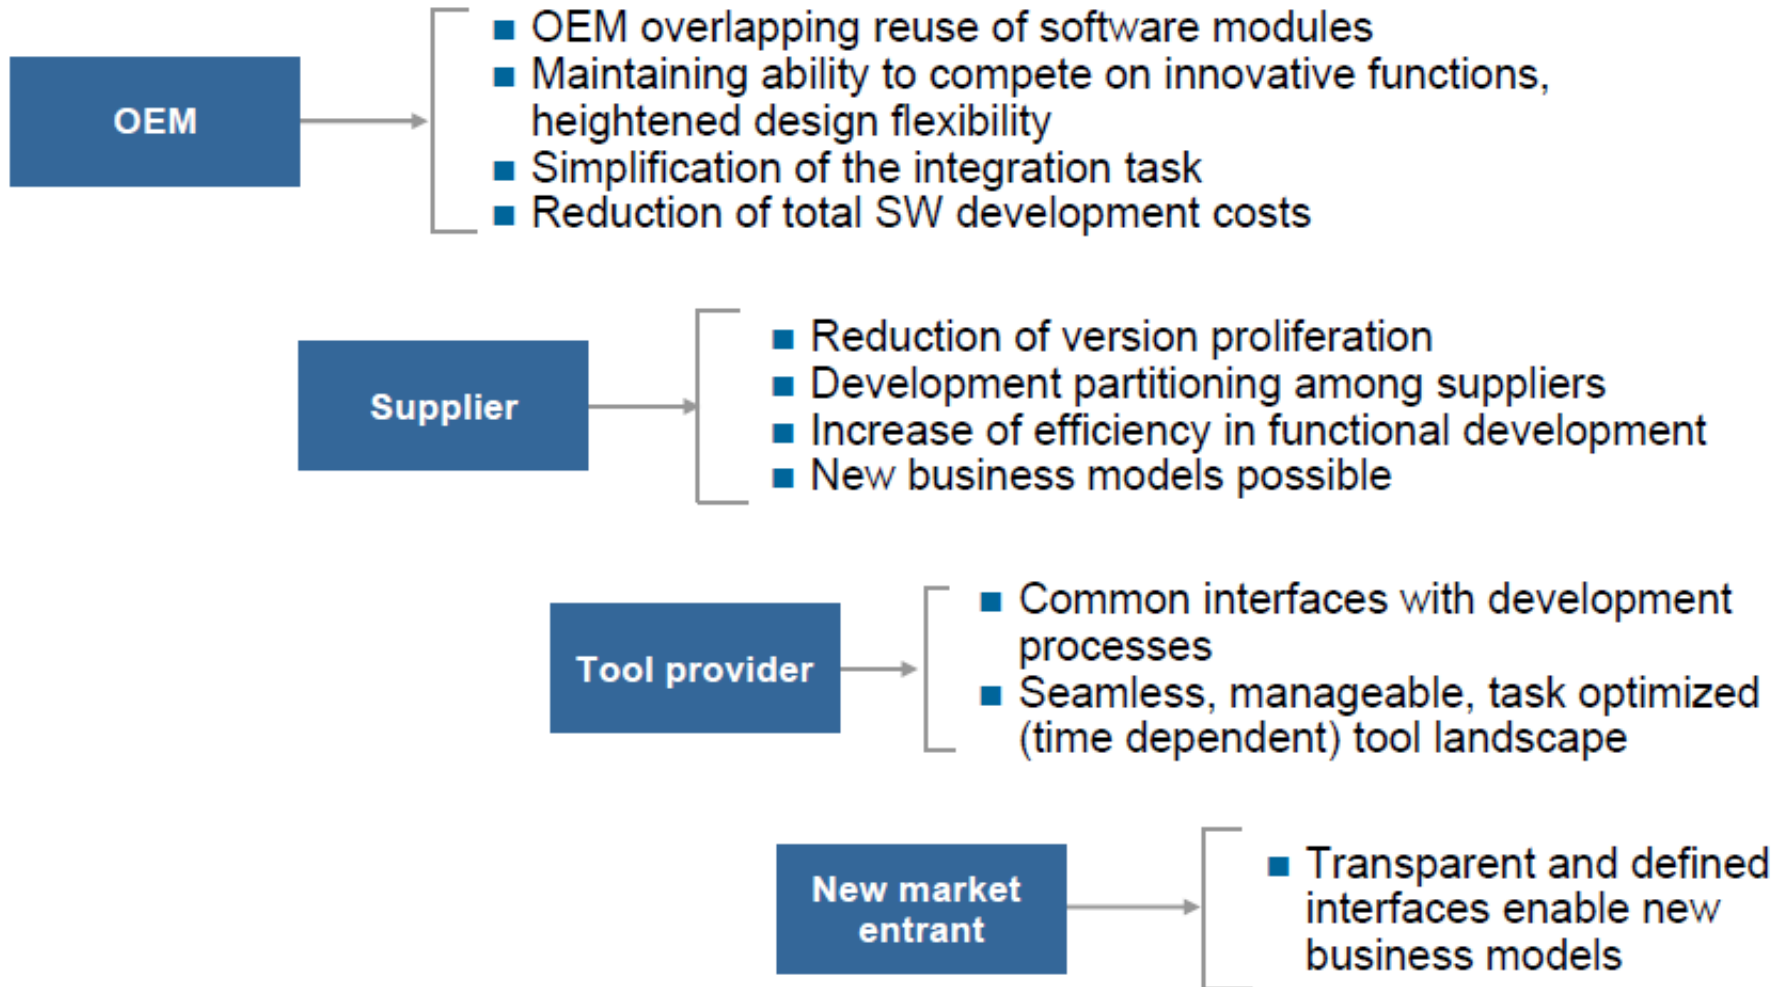 OEM
OEM overlapping reuse of software modules
Maintaining ability to compete on innovative functions,
heightened design flexibility
Simplification of the integration task
Reduction of total SW development costs
Supplier
Reduction of version proliferation
Development partitioning among suppliers
Increase of efficiency in functional development
New business models possible
Tool provider
Common interfaces with development
processes
Seamless, manageable, task optimized
(time dependent) tool landscape
New market
entrant
Transparent and defined
interfaces enable new
business models